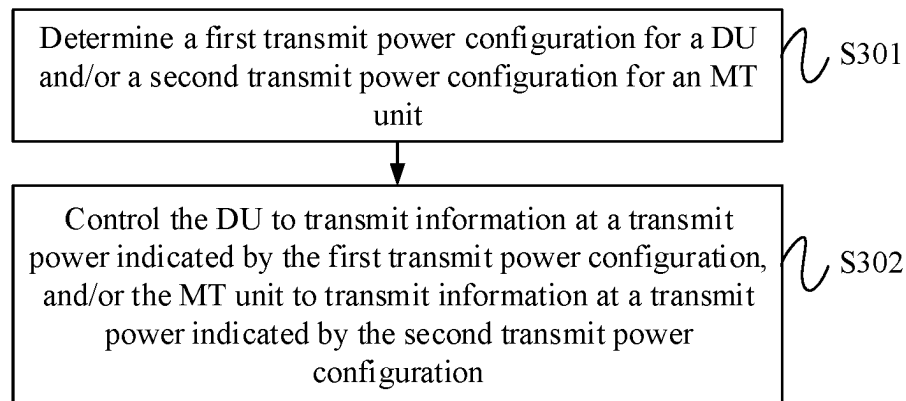 Determine a first transmit power configuration for a DU
and/or a second transmit power configuration for an MT
unit
S301
Control the DU to transmit information at a transmit
power indicated by the first transmit power configuration,
and/or the MT unit to transmit information at a transmit
power indicated by the second transmit power
configuration
S302